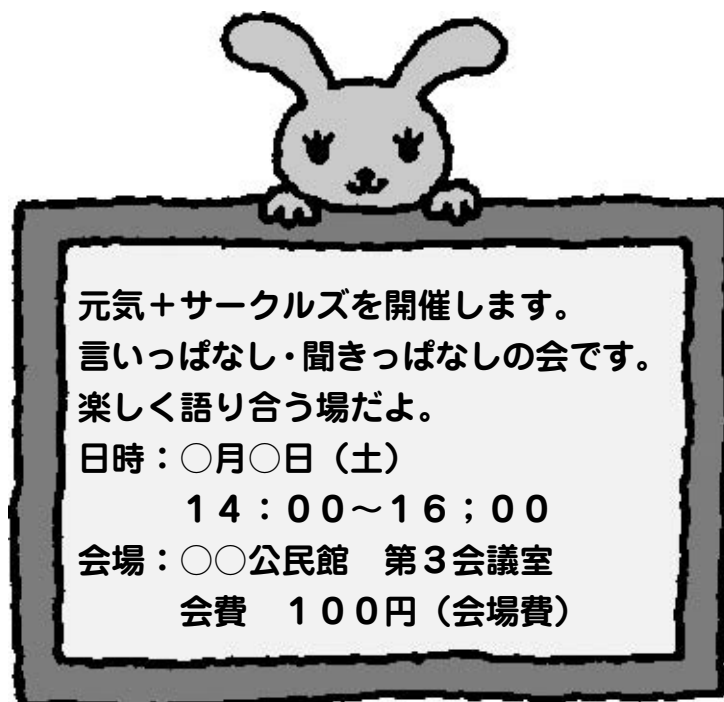 元気＋サークルズを開催します。
言いっぱなし・聞きっぱなしの会です。
楽しく語り合う場だよ。
日時：○月○日（土）
１４：００～１６；００
会場：○○公民館　第３会議室
会費　１００円（会場費）